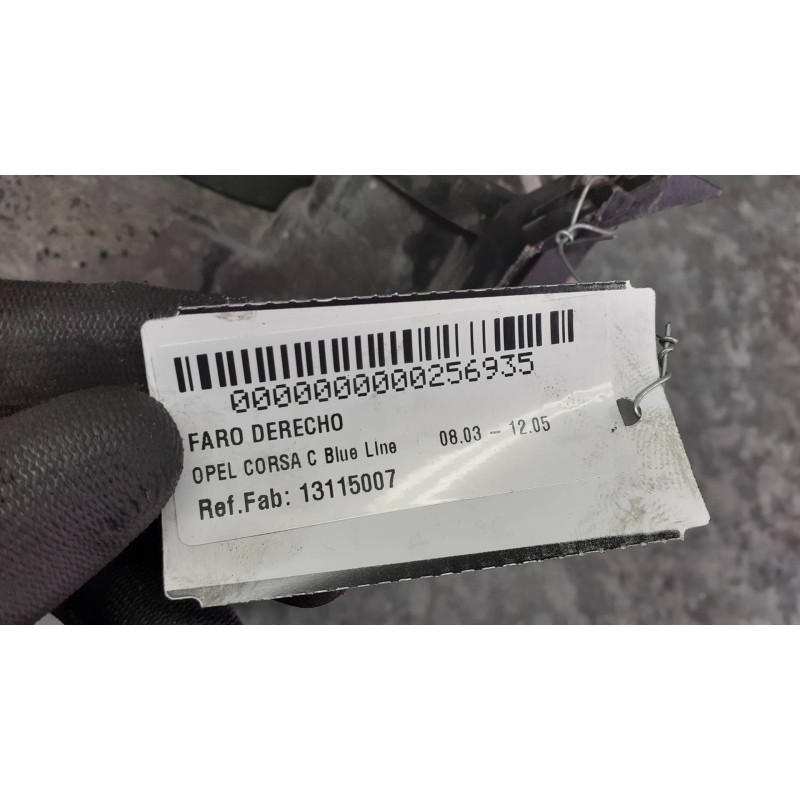 0000000000256935
FARO DERECHO
OPEL CORSA C Blue LIne 08.03 - 12.05
Ref.Fab: 13115007